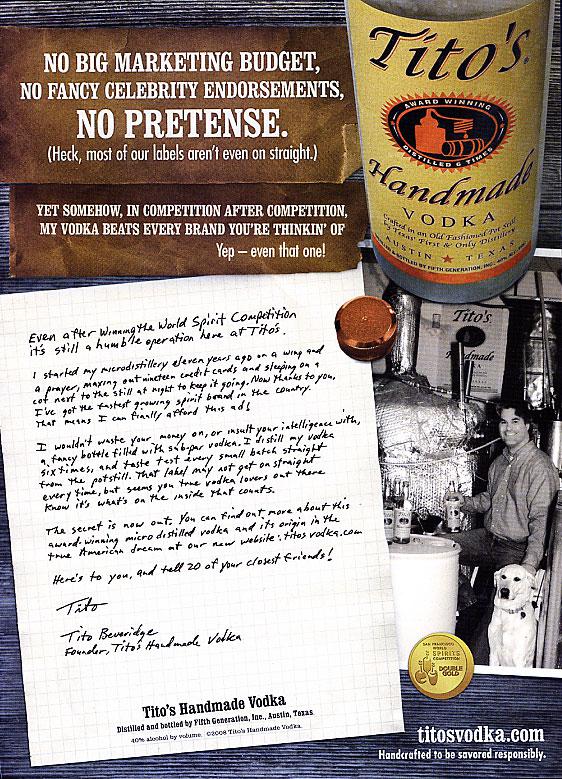 NO BIG MARKETING BUDGET,
NO FANCY CELEBRITY ENDORSEMENTS,
NO PRETENSE.
(Heck, most of our labels aren't even on straight.)
YET SOMEHOW, IN COMPETITION AFTER COMPETITION,
MY VODKA BEATS EVERY BRAND YOU'RE THINKIN' OF
Yep – even that one!
Tito's
AWARD WINNING
DISTILLED 6 TIMES
Handmade
VODKA
Crafted in an Old Fashioned Pot Still
by Texas' First & Only Distillery
AUSTIN ★ TEXAS
& BOTTLED BY FIFTH GENERATION, INC.
Even after winning the World Spirit Competition
it's still a humble operation here at Tito's.
I started my microdistillery eleven years ago on a wing and
a prayer, maxing out nineteen credit cards and sleeping on a
cot next to the still at night to keep it going. Now thanks to you,
I've got the fastest growing spirit brand in the country.
That means I can finally afford this ad!
I wouldn't waste your money on, or insult your intelligence with,
a fancy bottle filled with sub-par vodka. I distill my vodka
six times, and taste test every small batch straight
from the potstill. That label may not get on straight
every time, but seems you true vodka lovers out there
know it's what's on the inside that counts.
The secret is now out. You can find out more about this
award-winning micro distilled vodka and its origin in the
true American dream at our new website: titosvodka.com
Here's to you, and tell 20 of your closest friends!
Tito
Tito Beveridge
Founder, Tito's Handmade Vodka
Tito's Handmade Vodka
Distilled and bottled by Fifth Generation, Inc., Austin, Texas
40% alcohol by volume. ©2008 Tito's Handmade Vodka.
Tito's
Handmade
VODKA
SAN FRANCISCO
WORLD
SPIRITS
COMPETITION
DOUBLE
GOLD
titosvodka.com
Handcrafted to be savored responsibly.